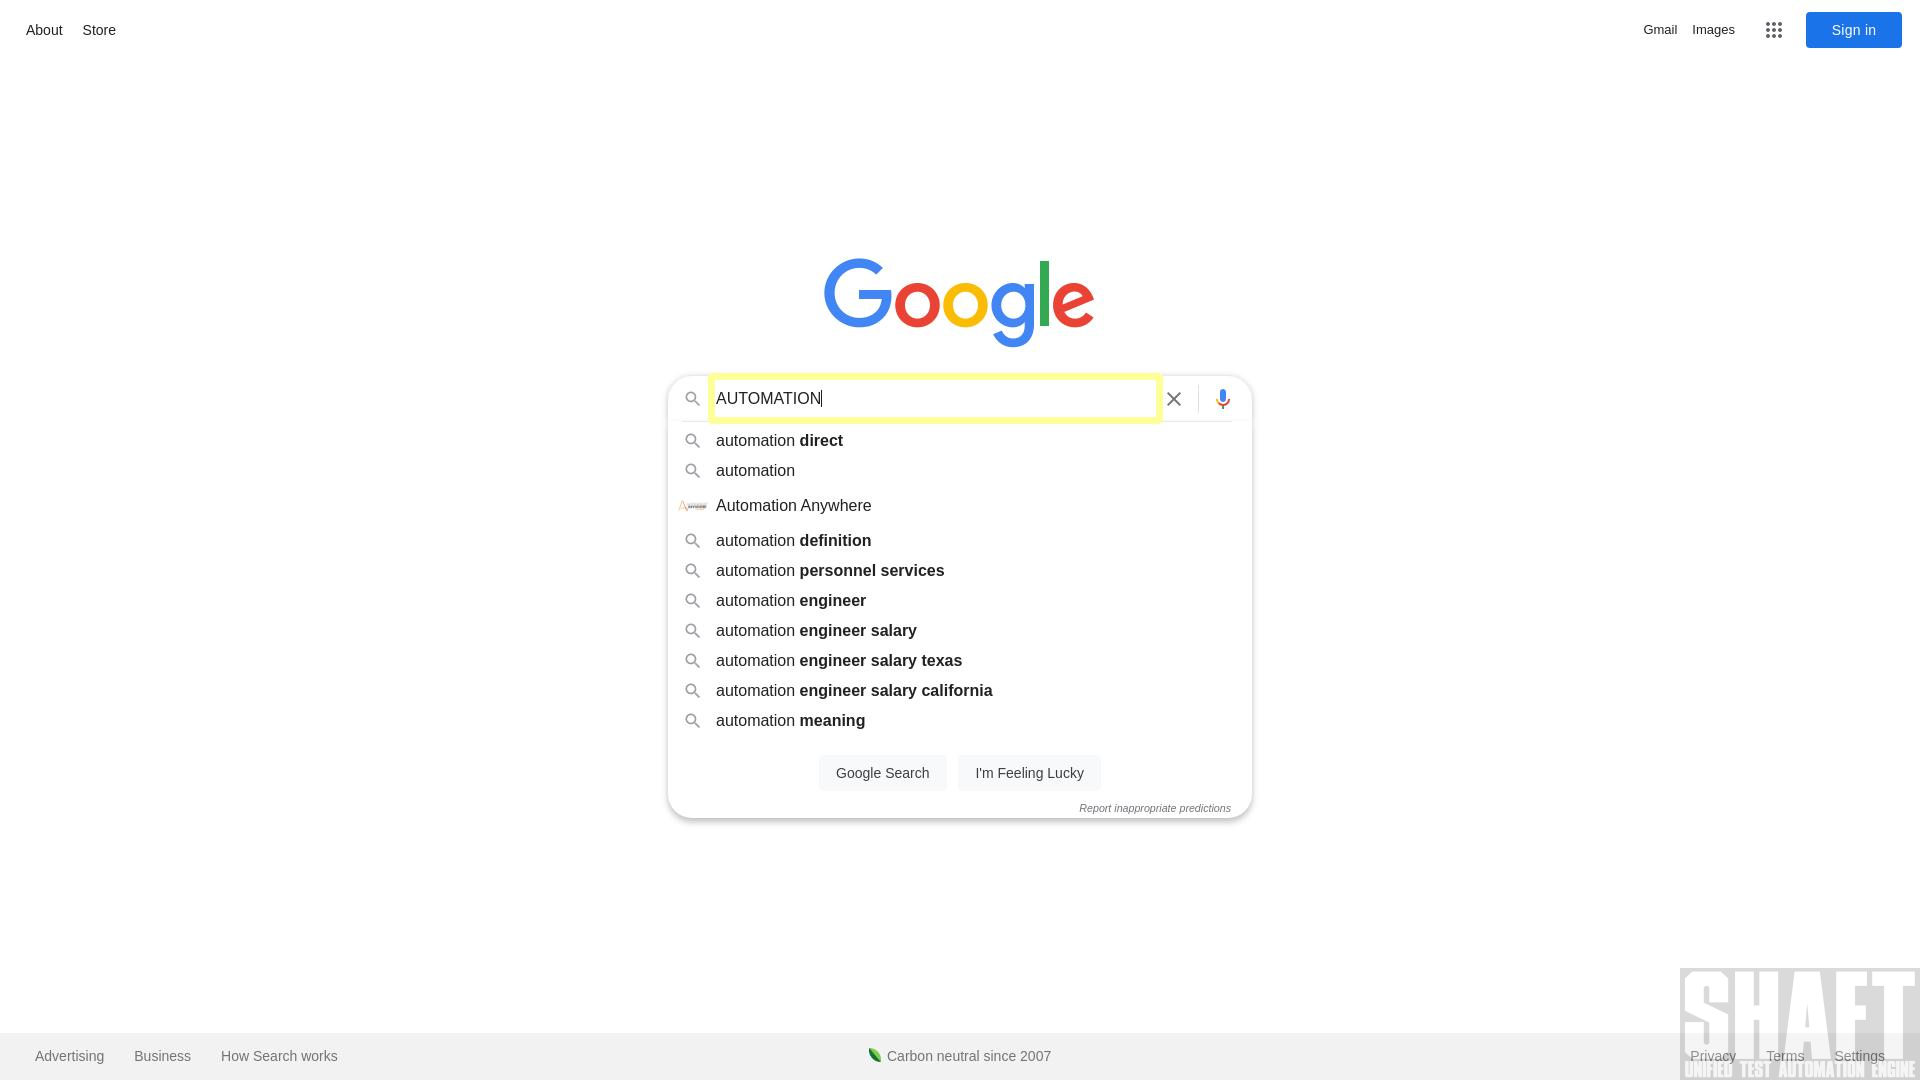 About Store
Gmail Images Sign in
Google
AUTOMATION
automation direct
automation
Automation Anywhere
automation definition
automation personnel services
automation engineer
automation engineer salary
automation engineer salary texas
automation engineer salary california
automation meaning
Google Search I'm Feeling Lucky
Report inappropriate predictions
SHAFT
Advertising Business How Search works Carbon neutral since 2007 Privacy Terms Settings
UNIFIED TEST AUTOMATION ENGINE